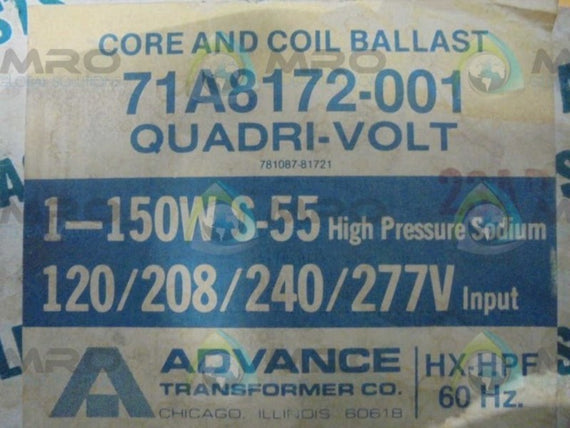 CORE AND COIL BALLAST
71A8172-001
QUADRI-VOLT
781087-81721
1—150W S-55 High Pressure Sodium
120/208/240/277V Input
ADVANCE
TRANSFORMER CO.
CHICAGO, ILLINOIS 60618
HX-HPF
60 Hz.
MRO